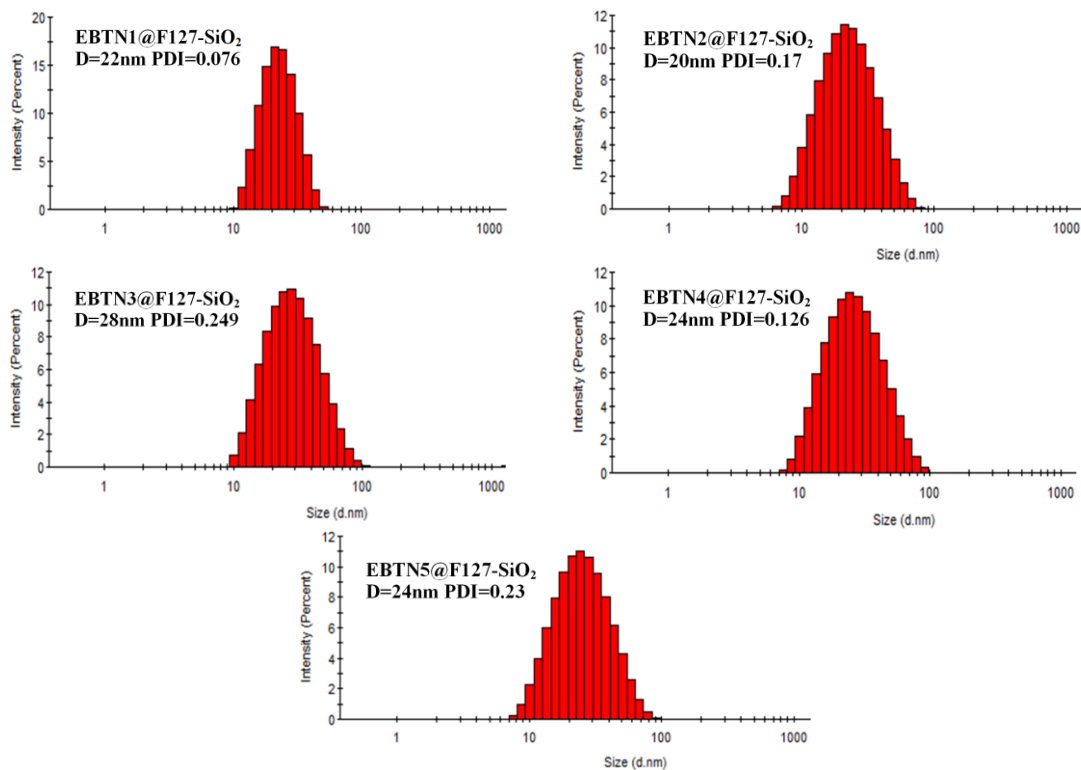 EBTN1@F127-SiO₂
D=22nm PDI=0.076
Intensity (Percent)
20
15
10
5
0
1 10 100 1000
EBTN2@F127-SiO₂
D=20nm PDI=0.17
Intensity (Percent)
12
10
8
6
4
2
0
1 10 100 1000
Size (d.nm)
EBTN3@F127-SiO₂
D=28nm PDI=0.249
Intensity (Percent)
12
10
8
6
4
2
0
1 10 100 1000
Size (d.nm)
EBTN4@F127-SiO₂
D=24nm PDI=0.126
Intensity (Percent)
12
10
8
6
4
2
0
1 10 100 1000
Size (d.nm)
EBTN5@F127-SiO₂
D=24nm PDI=0.23
Intensity (Percent)
12
10
8
6
4
2
0
1 10 100 1000
Size (d.nm)